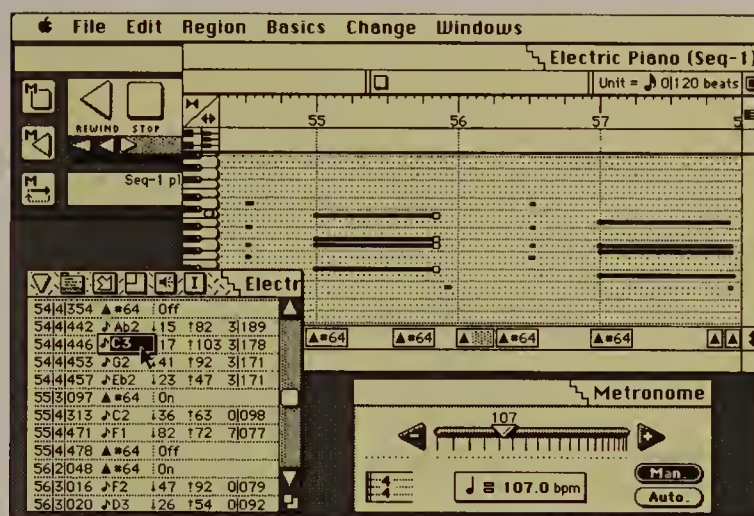 File Edit Region Basics Change Windows
Electric Piano (Seq-1)
Unit = ♪ 0|120 beats
M
REWIND STOP
55 56 57 5
M
M
Seq-1 pl
Electr
54|4|354 ▲ #64 Off
54|4|442 ♪Ab2 ↓15 ↑82 3|189
54|4|446 ♪C3 17 ↑103 3|178
54|4|453 ♪G2 41 ↑92 3|171
54|4|457 ♪Eb2 ↓23 ↑47 3|171
55|3|097 ▲ #64 On
55|4|313 ♪C2 ↓36 ↑63 0|098
55|4|471 ♪F1 ↓82 ↑72 7|077
55|4|478 ▲ #64 Off
56|2|048 ▲ #64 On
56|3|016 ♪F2 ↓47 ↑92 0|079
56|3|020 ♪D3 ↓26 ↑54 0|092
▲#64 ▲#64 ▲ ▲#64 ▲#64 ▲ ▲
Metronome
107
- +
4
4
♩ = 107.0 bpm
Man.
Auto.